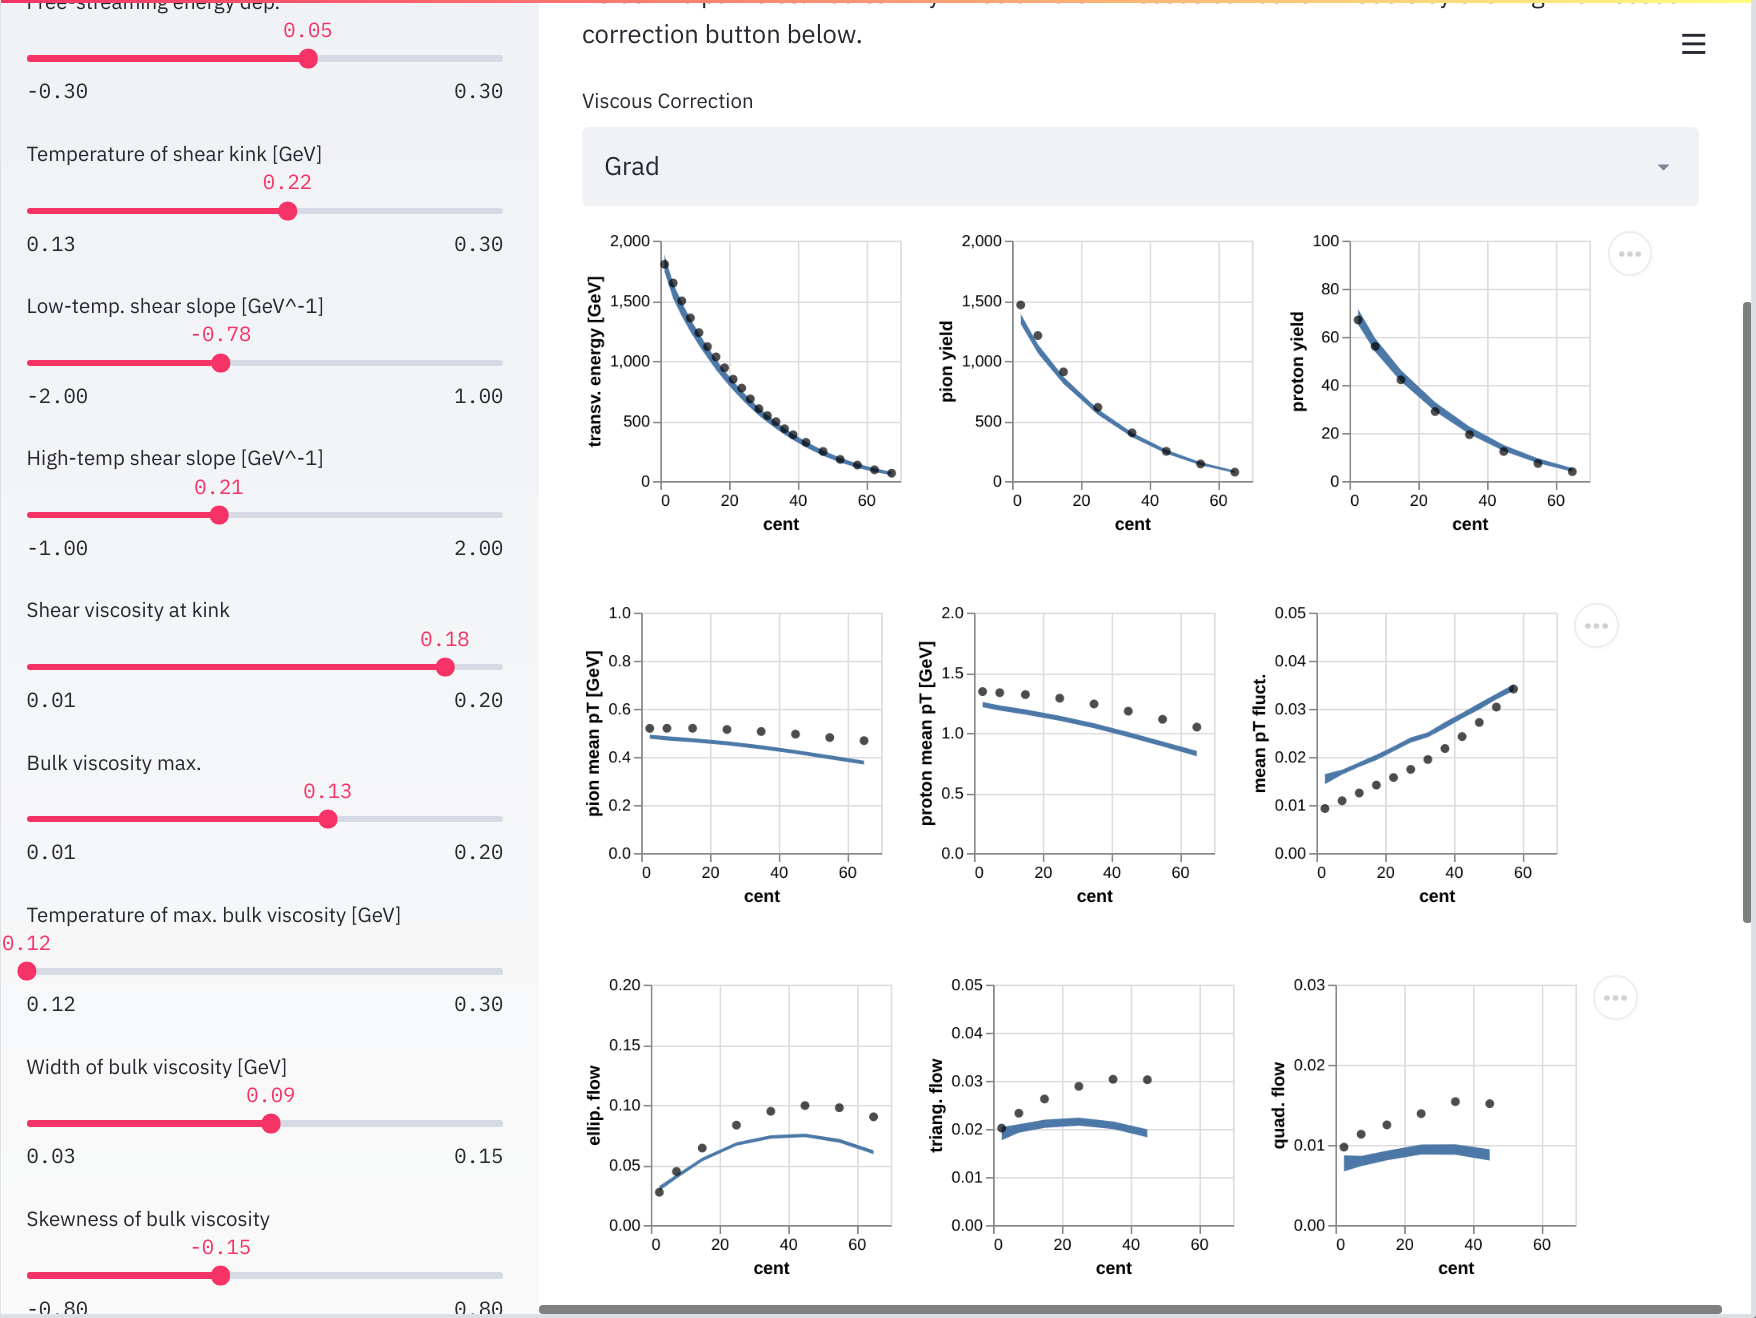 Free-streaming energy dep.
0.05
-0.30 0.30
Temperature of shear kink [GeV]
0.22
0.13 0.30
Low-temp. shear slope [GeV^-1]
-0.78
-2.00 1.00
High-temp shear slope [GeV^-1]
0.21
-1.00 2.00
Shear viscosity at kink
0.18
0.01 0.20
Bulk viscosity max.
0.13
0.01 0.20
Temperature of max. bulk viscosity [GeV]
0.12
0.12 0.30
Width of bulk viscosity [GeV]
0.09
0.03 0.15
Skewness of bulk viscosity
-0.15
-0.80 0.80
correction button below.
Viscous Correction
Grad
transv. energy [GeV]
2,000
1,500
1,000
500
0
0 20 40 60
cent
pion yield
2,000
1,500
1,000
500
0
0 20 40 60
cent
proton yield
100
80
60
40
20
0
0 20 40 60
cent
pion mean pT [GeV]
1.0
0.8
0.6
0.4
0.2
0.0
0 20 40 60
cent
proton mean pT [GeV]
2.0
1.5
1.0
0.5
0.0
0 20 40 60
cent
mean pT fluct.
0.05
0.04
0.03
0.02
0.01
0.00
0 20 40 60
cent
ellip. flow
0.20
0.15
0.10
0.05
0.00
0 20 40 60
cent
triang. flow
0.05
0.04
0.03
0.02
0.01
0.00
0 20 40 60
cent
quad. flow
0.03
0.02
0.01
0.00
0 20 40 60
cent